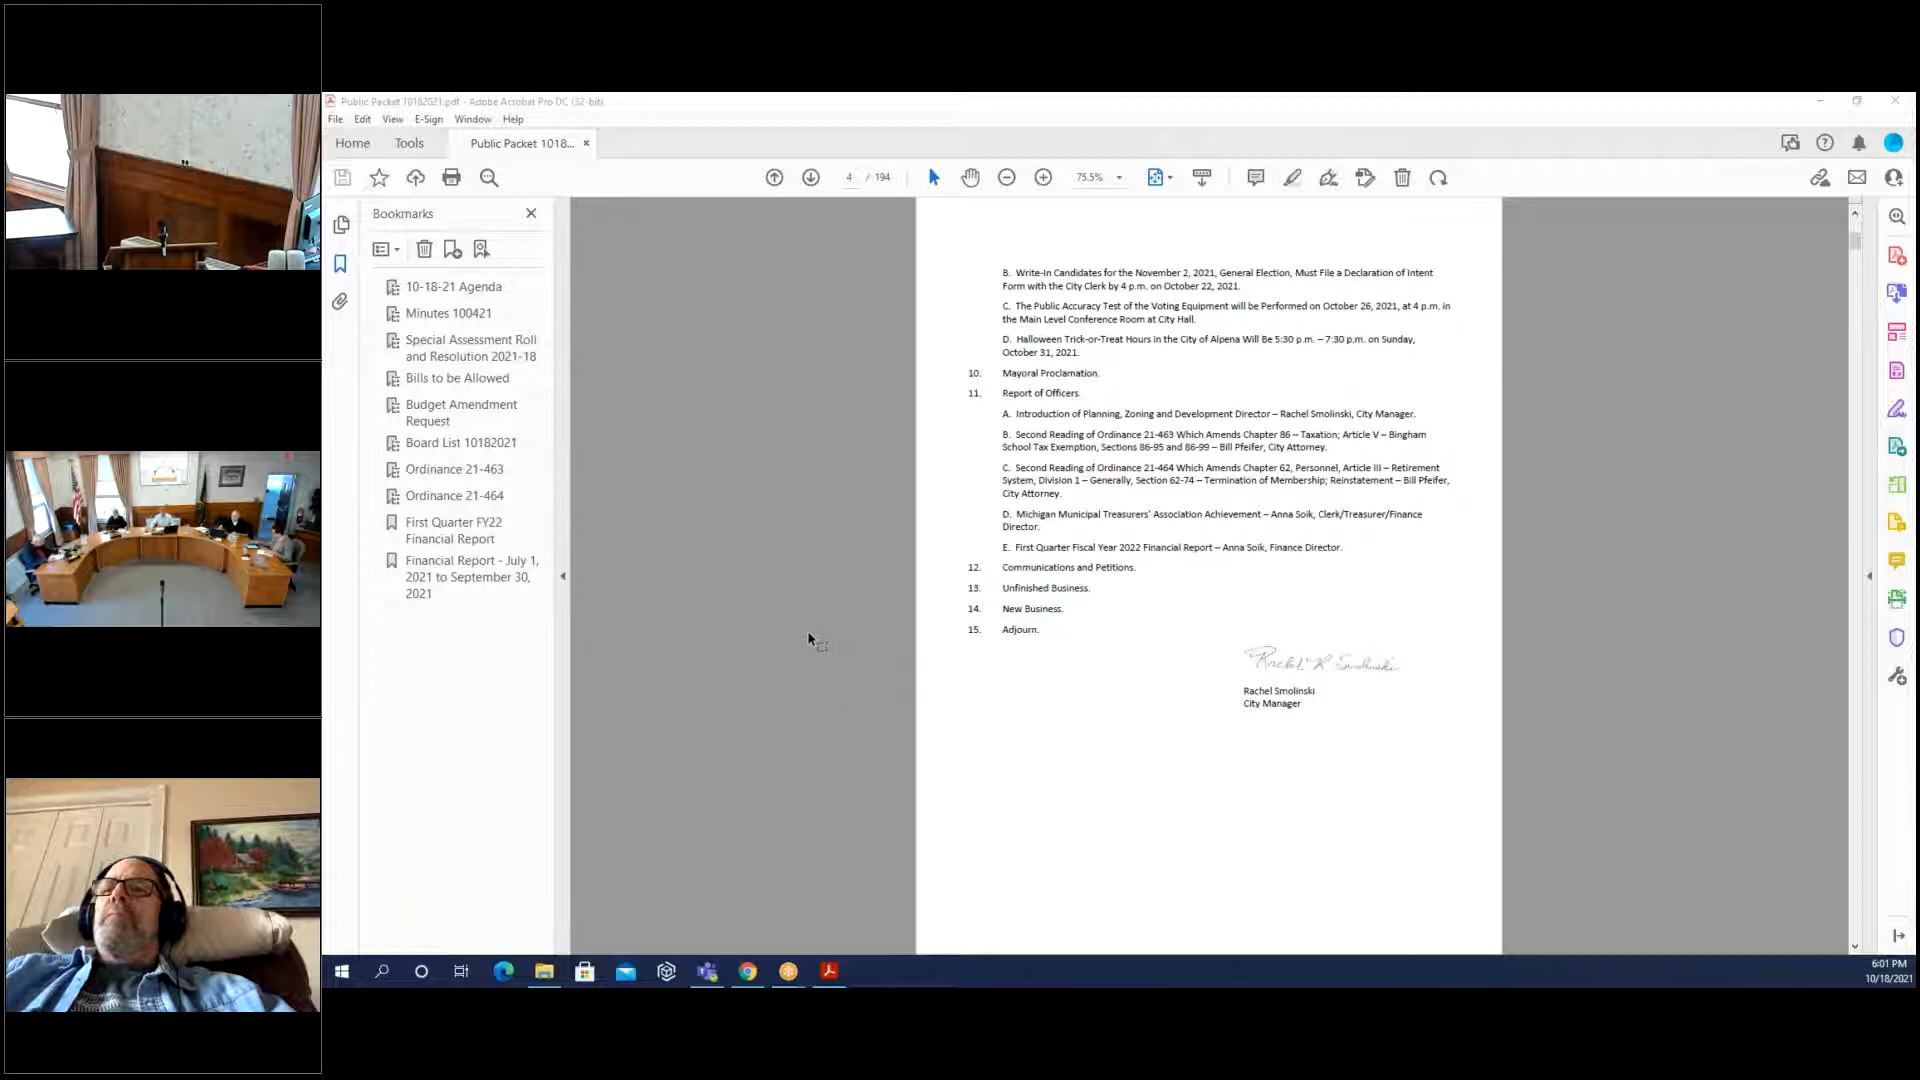 Public Packet 10182021.pdf - Adobe Acrobat Pro DC (32-bit)
File Edit View E-Sign Window Help
Home Tools Public Packet 1018... ×
4 / 194 75.5%
Bookmarks
10-18-21 Agenda
Minutes 100421
Special Assessment Roll
and Resolution 2021-18
Bills to be Allowed
Budget Amendment
Request
Board List 10182021
Ordinance 21-463
Ordinance 21-464
First Quarter FY22
Financial Report
Financial Report - July 1,
2021 to September 30,
2021
B. Write-In Candidates for the November 2, 2021, General Election, Must File a Declaration of Intent
Form with the City Clerk by 4 p.m. on October 22, 2021.
C. The Public Accuracy Test of the Voting Equipment will be Performed on October 26, 2021, at 4 p.m. in
the Main Level Conference Room at City Hall.
D. Halloween Trick-or-Treat Hours in the City of Alpena Will Be 5:30 p.m. – 7:30 p.m. on Sunday,
October 31, 2021.
10. Mayoral Proclamation.
11. Report of Officers.
A. Introduction of Planning, Zoning and Development Director – Rachel Smolinski, City Manager.
B. Second Reading of Ordinance 21-463 Which Amends Chapter 86 – Taxation; Article V – Bingham
School Tax Exemption, Sections 86-95 and 86-99 – Bill Pfeifer, City Attorney.
C. Second Reading of Ordinance 21-464 Which Amends Chapter 62, Personnel, Article III – Retirement
System, Division 1 – Generally, Section 62-74 – Termination of Membership; Reinstatement – Bill Pfeifer,
City Attorney.
D. Michigan Municipal Treasurers' Association Achievement – Anna Soik, Clerk/Treasurer/Finance
Director.
E. First Quarter Fiscal Year 2022 Financial Report – Anna Soik, Finance Director.
12. Communications and Petitions.
13. Unfinished Business.
14. New Business.
15. Adjourn.
Rachel R Smolinski
Rachel Smolinski
City Manager
6:01 PM
10/18/2021